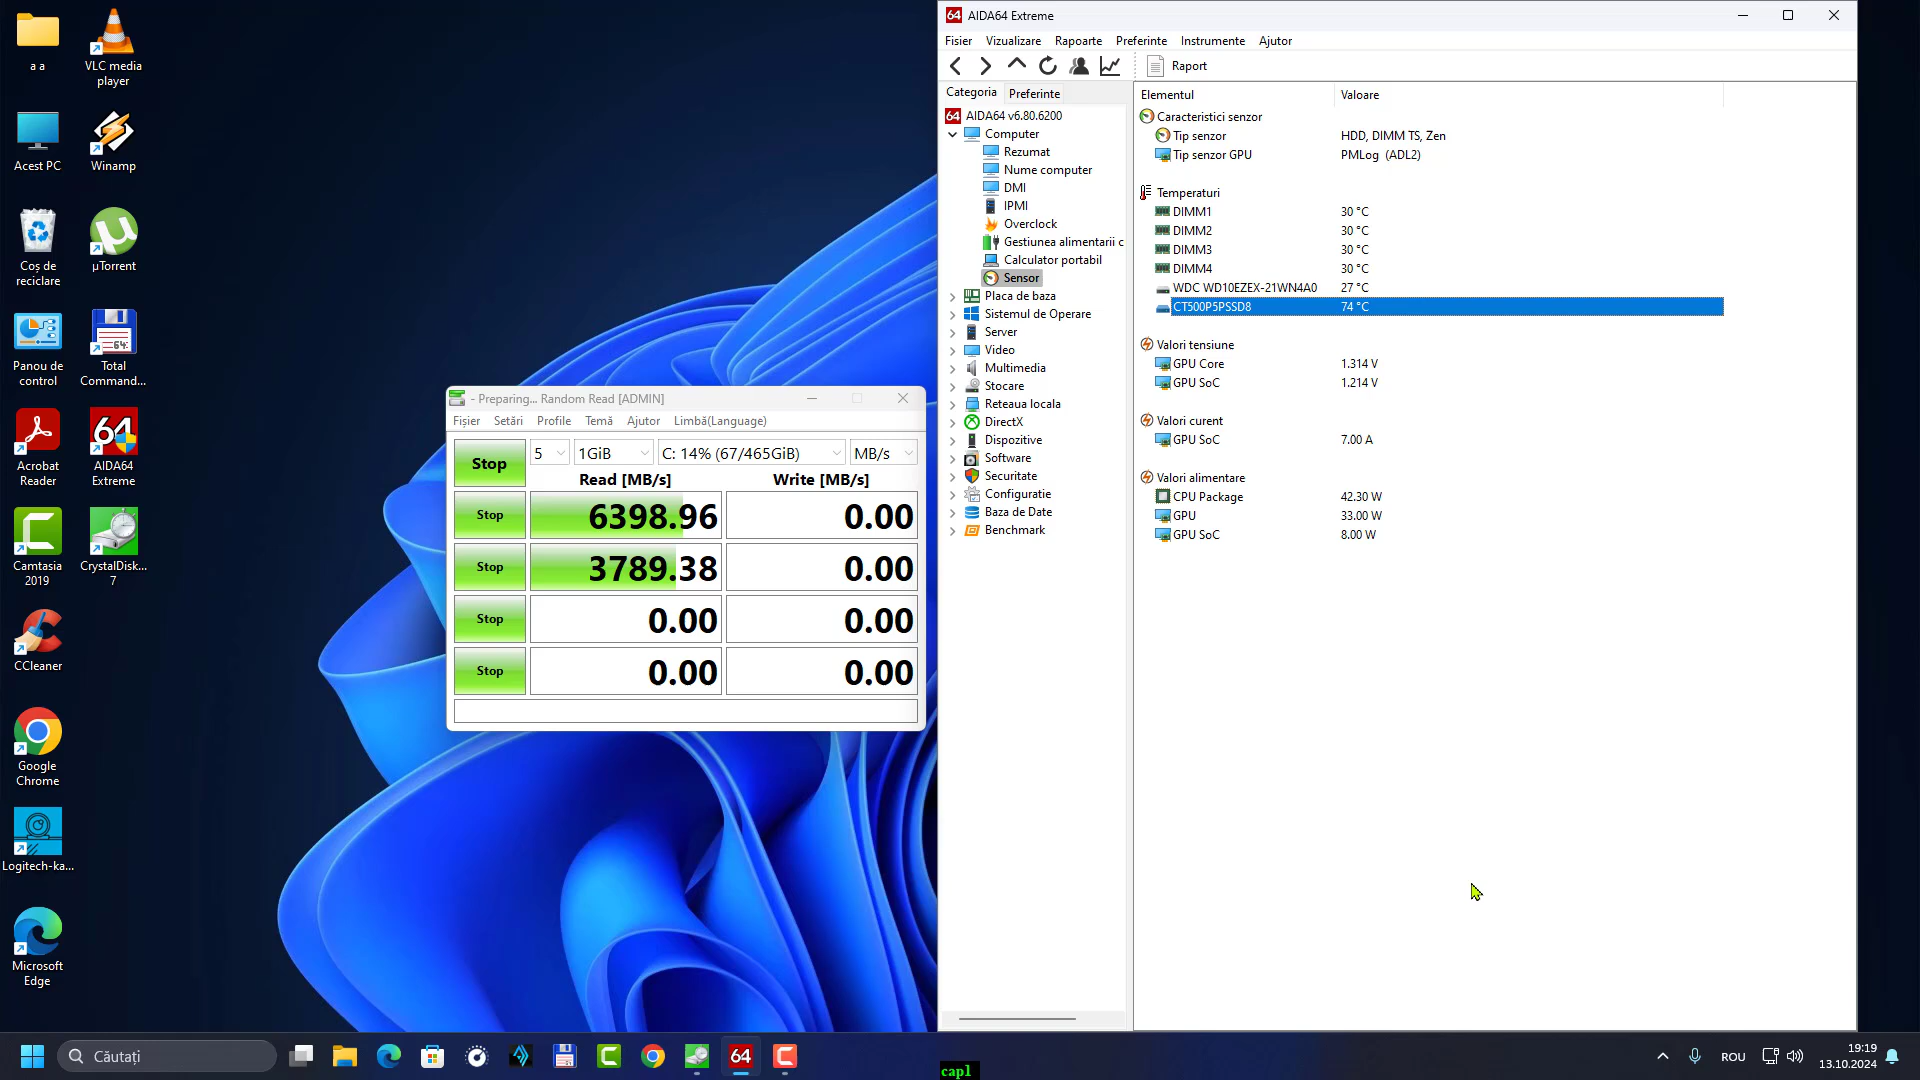 a a
VLC media
player
Acest PC
Winamp
Coș de
reciclare
µTorrent
Panou de
control
64:
Total
Command...
Acrobat
Reader
64
AIDA64
Extreme
Camtasia
2019
CrystalDisk...
7
CCleaner
Google
Chrome
Logitech-ka...
Microsoft
Edge
- Preparing... Random Read [ADMIN]
Fișier Setări Profile Temă Ajutor Limbă(Language)
Stop 5 1GiB C: 14% (67/465GiB) MB/s
Read [MB/s] Write [MB/s]
Stop 6398.96 0.00
Stop 3789.38 0.00
Stop 0.00 0.00
Stop 0.00 0.00
64 AIDA64 Extreme
Fisier Vizualizare Rapoarte Preferinte Instrumente Ajutor
Raport
Categoria Preferinte
64 AIDA64 v6.80.6200
Computer
Rezumat
Nume computer
DMI
IPMI
Overclock
Gestiunea alimentarii c
Calculator portabil
Sensor
Placa de baza
Sistemul de Operare
Server
Video
Multimedia
Stocare
Reteaua locala
DirectX
Dispozitive
Software
Securitate
Configuratie
Baza de Date
Benchmark
Elementul Valoare
Caracteristici senzor
Tip senzor HDD, DIMM TS, Zen
Tip senzor GPU PMLog (ADL2)
Temperaturi
DIMM1 30 °C
DIMM2 30 °C
DIMM3 30 °C
DIMM4 30 °C
WDC WD10EZEX-21WN4A0 27 °C
CT500P5PSSD8 74 °C
Valori tensiune
GPU Core 1.314 V
GPU SoC 1.214 V
Valori curent
GPU SoC 7.00 A
Valori alimentare
CPU Package 42.30 W
GPU 33.00 W
GPU SoC 8.00 W
Căutați
64
cap1
ROU
19:19
13.10.2024